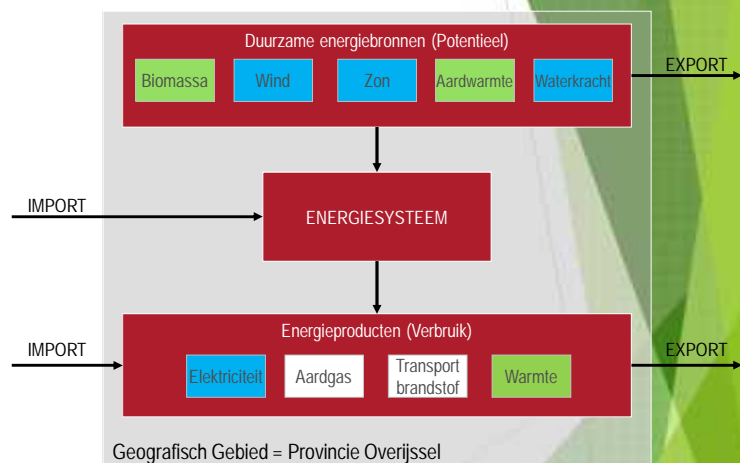 Duurzame energiebronnen (Potentieel)
EXPORT
Biomassa
Wind
Zon
Aardwarmte
Waterkracht
IMPORT
ENERGIESYSTEEM
Energieproducten (Verbruik)
IMPORT
EXPORT
Elektriciteit
Aardgas
Transport
brandstof
Warmte
Geografisch Gebied = Provincie Overijssel